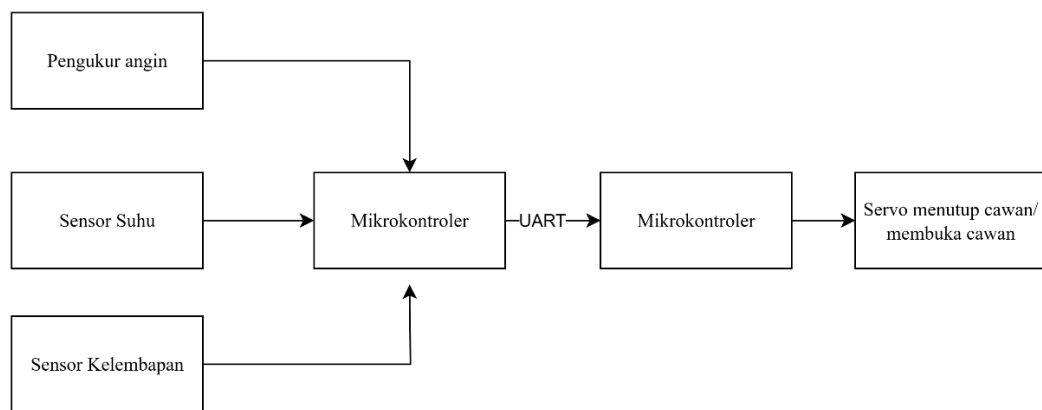 Pengukur angin
Sensor Suhu
Mikrokontroler
UART
Mikrokontroler
Servo menutup cawan/
membuka cawan
Sensor Kelembapan